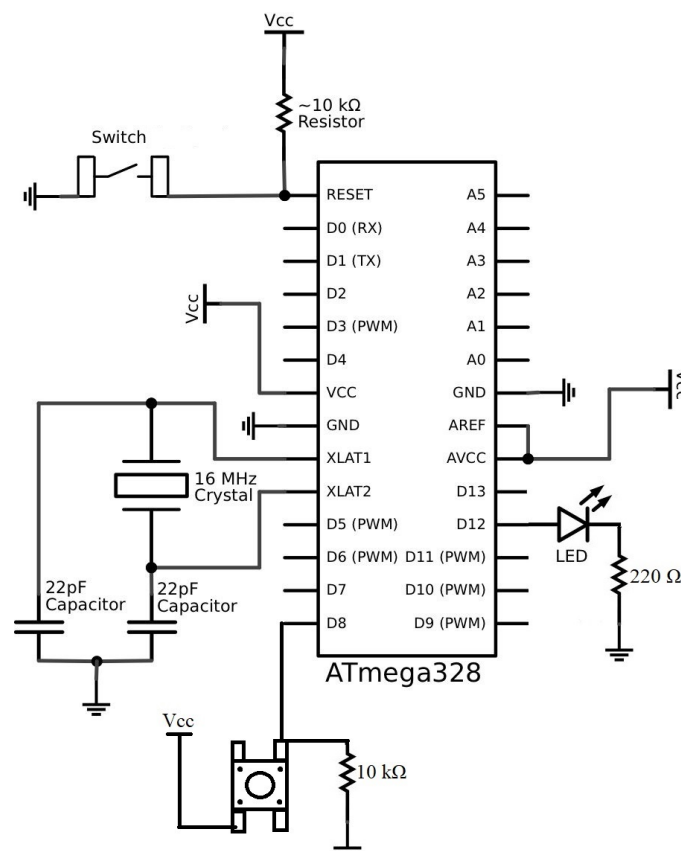 Vcc
~10 kΩ
Resistor
Switch
RESET
A5
D0 (RX)
A4
D1 (TX)
A3
Vcc
D2
A2
D3 (PWM)
A1
D4
A0
VCC
GND
GND
AREF
XLAT1
AVCC
16 MHz
Crystal
XLAT2
D13
D5 (PWM)
D12
LED
D6 (PWM)
D11 (PWM)
220 Ω
D7
D10 (PWM)
22pF
Capacitor
22pF
Capacitor
D8
D9 (PWM)
ATmega328
Vcc
10 kΩ